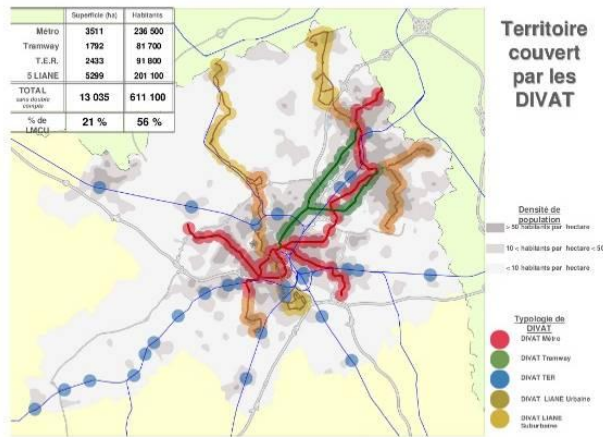 Superficie (ha) Habitants
Métro 3511 236 500
Tramway 1792 81 700
T.E.R. 2433 91 800
5 LIANE 5299 201 100
TOTAL 13 035 611 100
sans double compte
% de LMCU 21 % 56 %
Territoire
couvert
par les
DIVAT
Densité de
population
> 50 habitants par hectare
10 < habitants par hectare < 50
< 10 habitants par hectare
Typologie de
DIVAT
DIVAT Métro
DIVAT Tramway
DIVAT TER
DIVAT LIANE Urbaine
DIVAT LIANE
Suburbaine